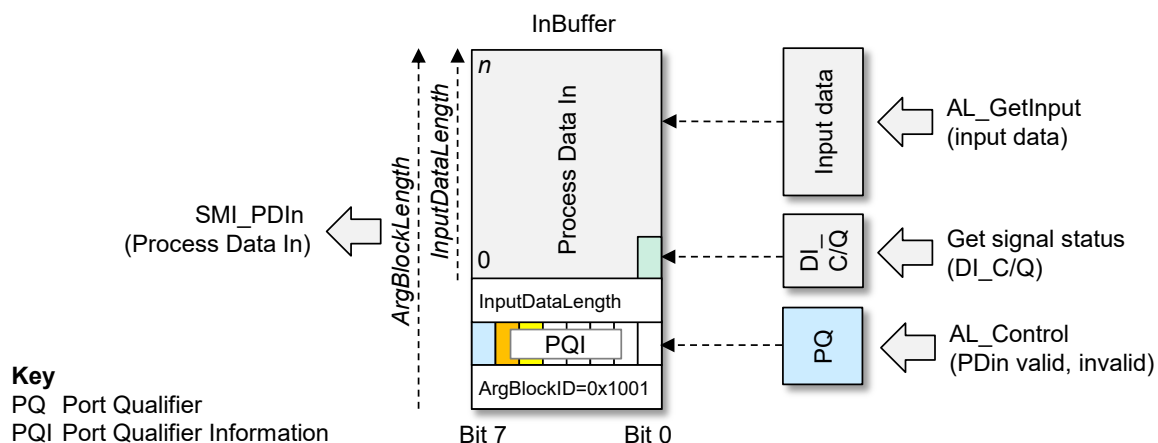 InBuffer
n
Process Data In
0
InputDataLength
ArgBlockLength
InputDataLength
PQI
ArgBlockID=0x1001
Bit 7
Bit 0
SMI_PDIn
(Process Data In)
Input data
AL_GetInput
(input data)
DI_
C/Q
Get signal status
(DI_C/Q)
PQ
AL_Control
(PDin valid, invalid)
Key
PQ Port Qualifier
PQI Port Qualifier Information